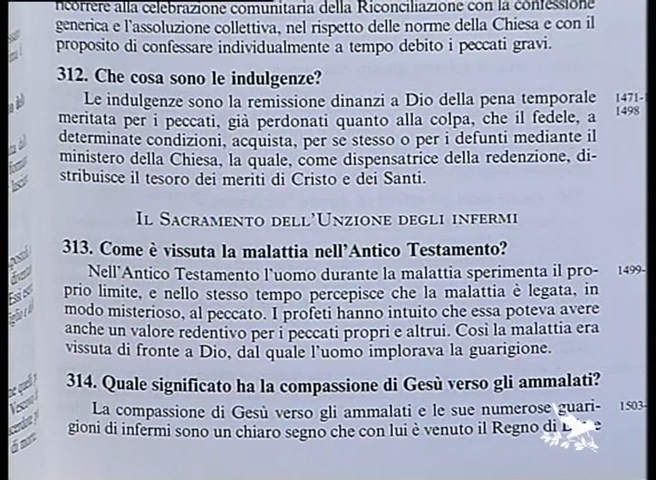 ricorrere alla celebrazione comunitaria della Riconciliazione con la confessione
generica e l'assoluzione collettiva, nel rispetto delle norme della Chiesa e con il
proposito di confessare individualmente a tempo debito i peccati gravi.
312. Che cosa sono le indulgenze?
Le indulgenze sono la remissione dinanzi a Dio della pena temporale 1471-
meritata per i peccati, già perdonati quanto alla colpa, che il fedele, a 1498
determinate condizioni, acquista, per se stesso o per i defunti mediante il
ministero della Chiesa, la quale, come dispensatrice della redenzione, di-
stribuisce il tesoro dei meriti di Cristo e dei Santi.
IL SACRAMENTO DELL'UNZIONE DEGLI INFERMI
313. Come è vissuta la malattia nell'Antico Testamento?
Nell'Antico Testamento l'uomo durante la malattia sperimenta il pro- 1499-
prio limite, e nello stesso tempo percepisce che la malattia è legata, in
modo misterioso, al peccato. I profeti hanno intuito che essa poteva avere
anche un valore redentivo per i peccati propri e altrui. Così la malattia era
vissuta di fronte a Dio, dal quale l'uomo implorava la guarigione.
314. Quale significato ha la compassione di Gesù verso gli ammalati?
La compassione di Gesù verso gli ammalati e le sue numerose guari- 1503-
gioni di infermi sono un chiaro segno che con lui è venuto il Regno di